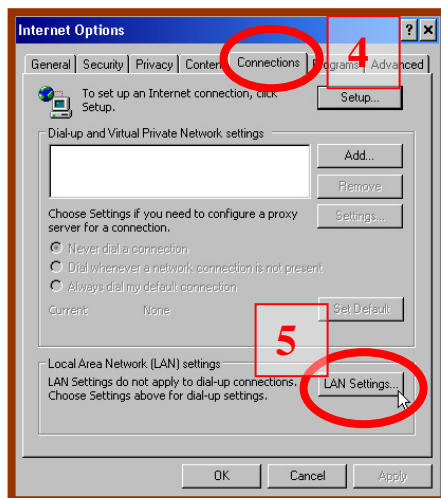 Internet Options
4
General Security Privacy Content Connections Programs Advanced
To set up an Internet connection, click
Setup.
Setup...
Dial-up and Virtual Private Network settings
Add...
Remove
Choose Settings if you need to configure a proxy
server for a connection.
Settings...
Never dial a connection
Dial whenever a network connection is not present
Always dial my default connection
Current None
Set Default
5
Local Area Network (LAN) settings
LAN Settings do not apply to dial-up connections.
Choose Settings above for dial-up settings.
LAN Settings...
OK Cancel Apply